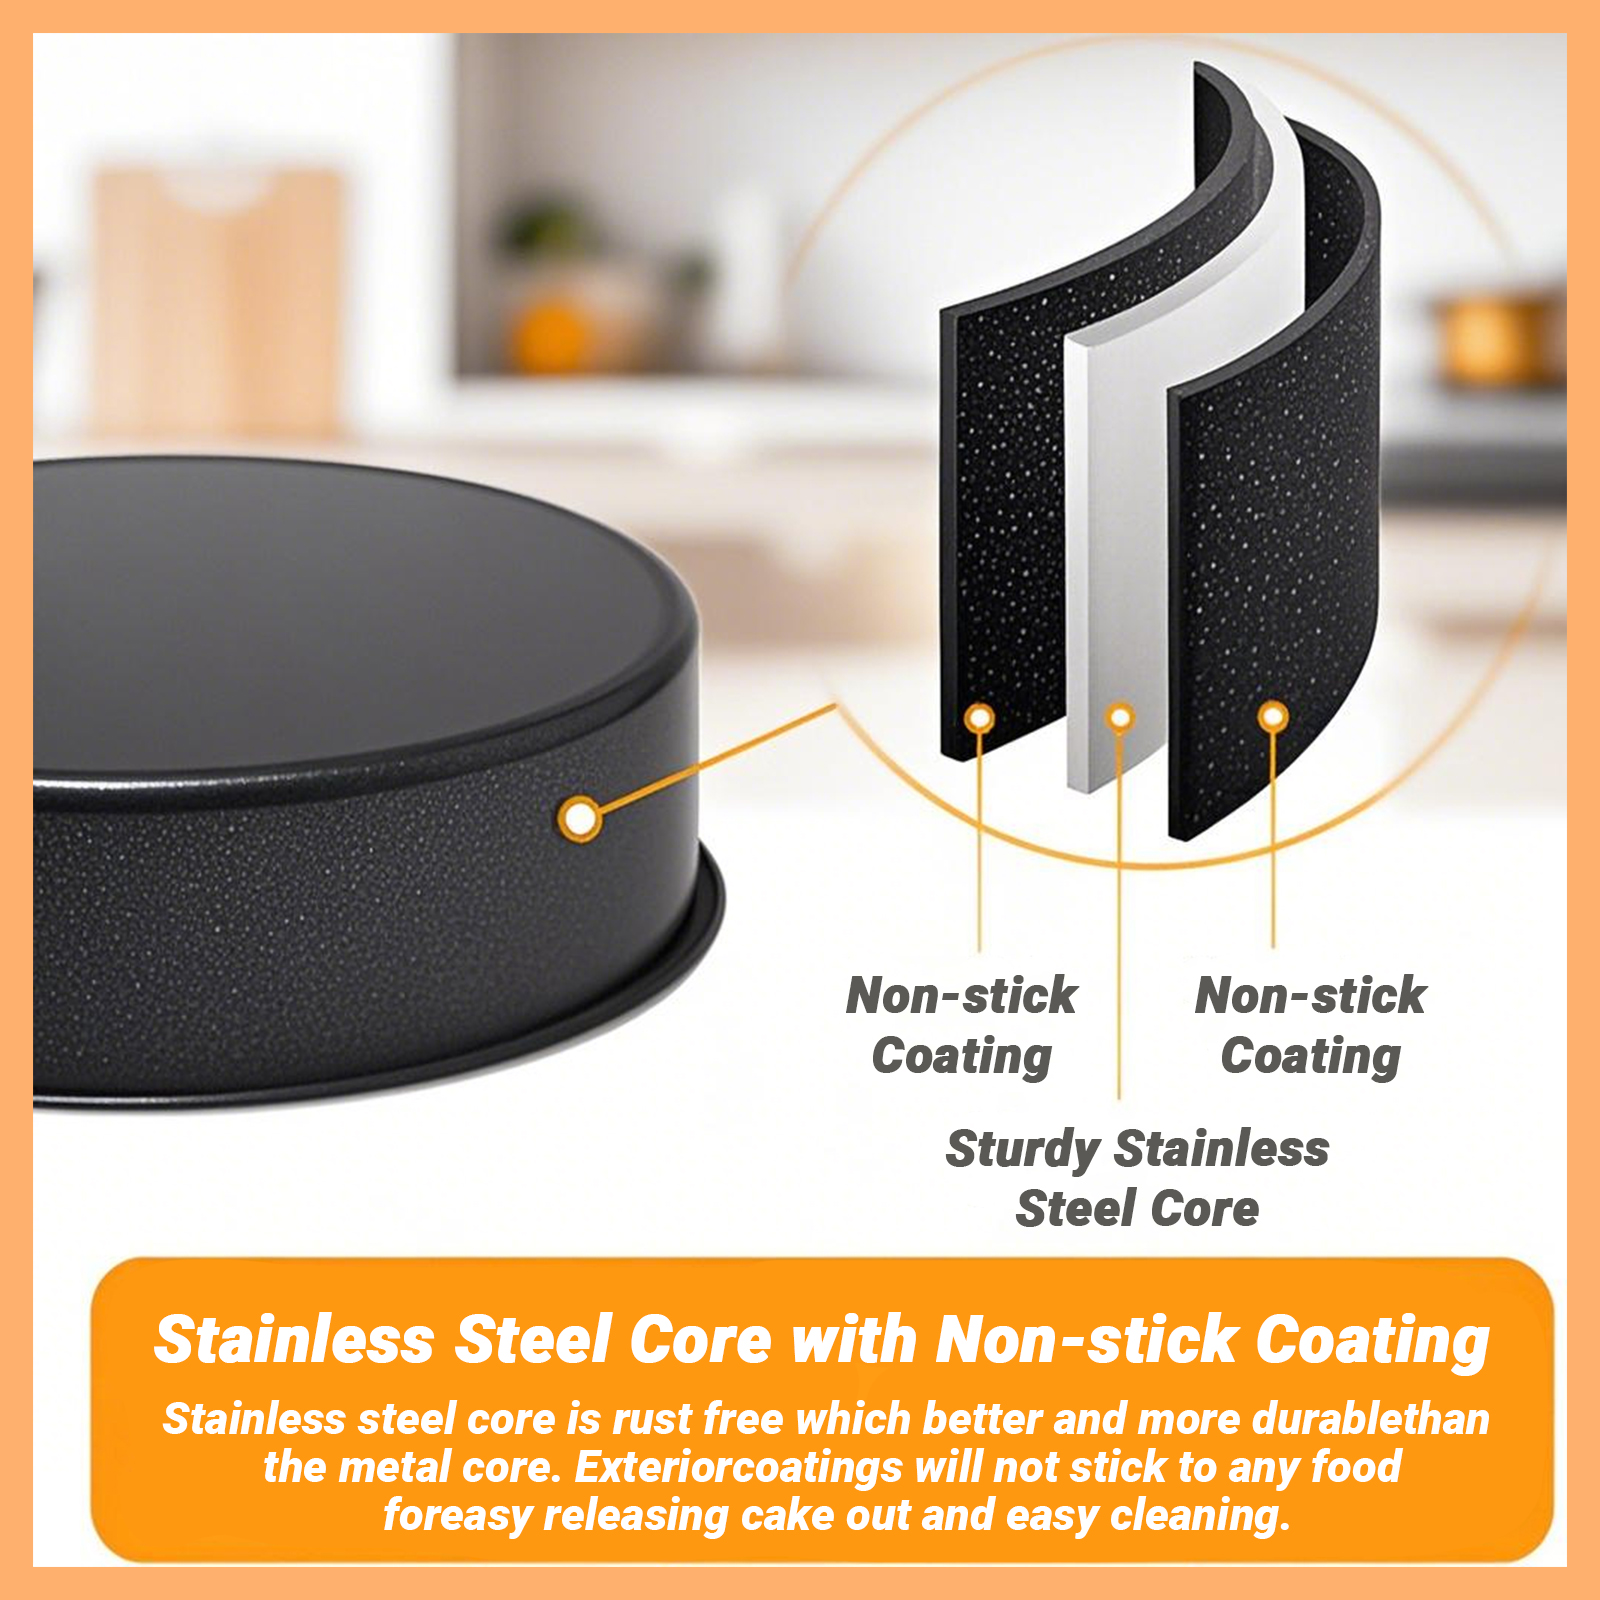 Non-stick
Coating
Non-stick
Coating
Sturdy Stainless
Steel Core
Stainless Steel Core with Non-stick Coating
Stainless steel core is rust free which better and more durablethan
the metal core. Exteriorcoatings will not stick to any food
foreasy releasing cake out and easy cleaning.